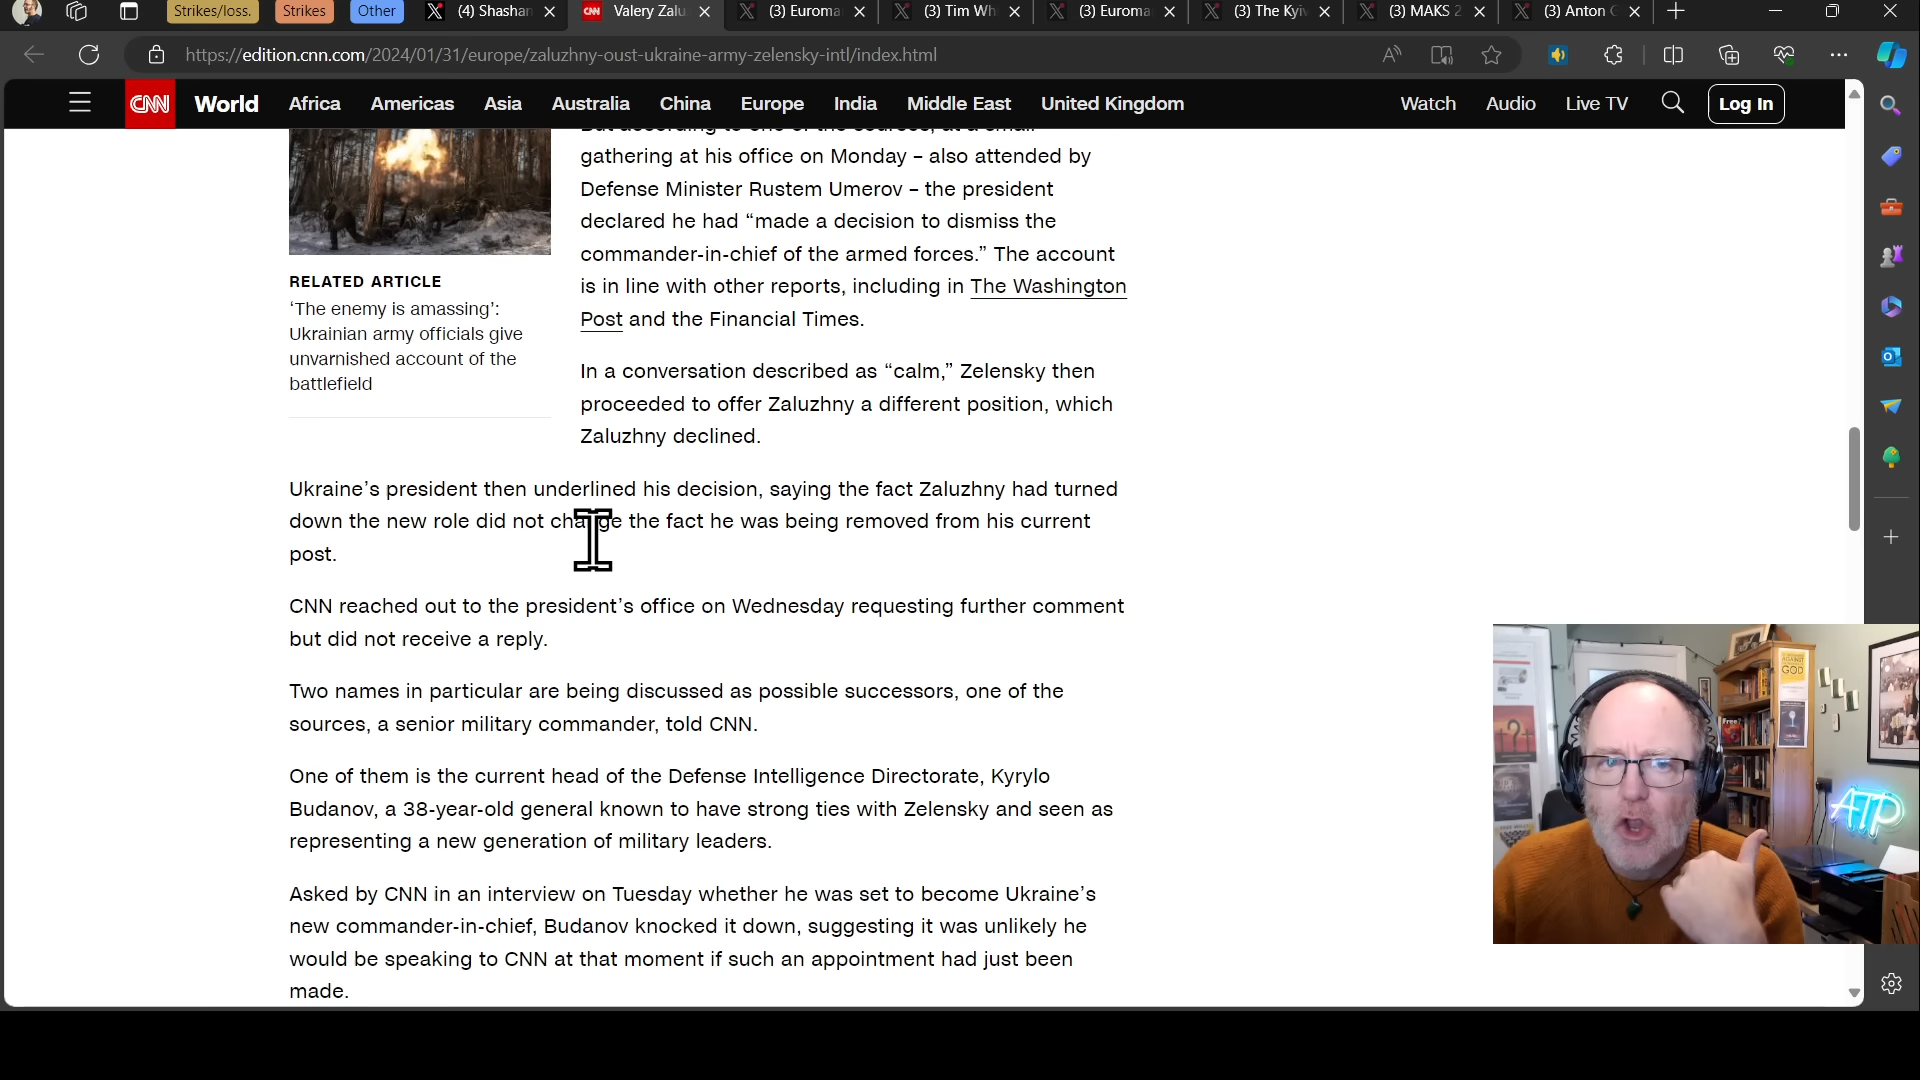 Strikes/loss.
Strikes
Other
(4) Shashan
Valery Zalu
(3) Euroma
(3) Tim Wh
(3) Euroma
(3) The Kyiv
(3) MAKS 2
(3) Anton G
https://edition.cnn.com/2024/01/31/europe/zaluzhny-oust-ukraine-army-zelensky-intl/index.html
CNN World Africa Americas Asia Australia China Europe India Middle East United Kingdom Watch Audio Live TV Log In
But according to one of the sources, at a small
gathering at his office on Monday – also attended by
Defense Minister Rustem Umerov – the president
declared he had “made a decision to dismiss the
commander-in-chief of the armed forces.” The account
is in line with other reports, including in The Washington
Post and the Financial Times.
RELATED ARTICLE
‘The enemy is amassing’:
Ukrainian army officials give
unvarnished account of the
battlefield
In a conversation described as “calm,” Zelensky then
proceeded to offer Zaluzhny a different position, which
Zaluzhny declined.
Ukraine’s president then underlined his decision, saying the fact Zaluzhny had turned
down the new role did not change the fact he was being removed from his current
post.
CNN reached out to the president’s office on Wednesday requesting further comment
but did not receive a reply.
Two names in particular are being discussed as possible successors, one of the
sources, a senior military commander, told CNN.
One of them is the current head of the Defense Intelligence Directorate, Kyrylo
Budanov, a 38-year-old general known to have strong ties with Zelensky and seen as
representing a new generation of military leaders.
Asked by CNN in an interview on Tuesday whether he was set to become Ukraine’s
new commander-in-chief, Budanov knocked it down, suggesting it was unlikely he
would be speaking to CNN at that moment if such an appointment had just been
made.
AGAINST
GOD
Free?
ATP